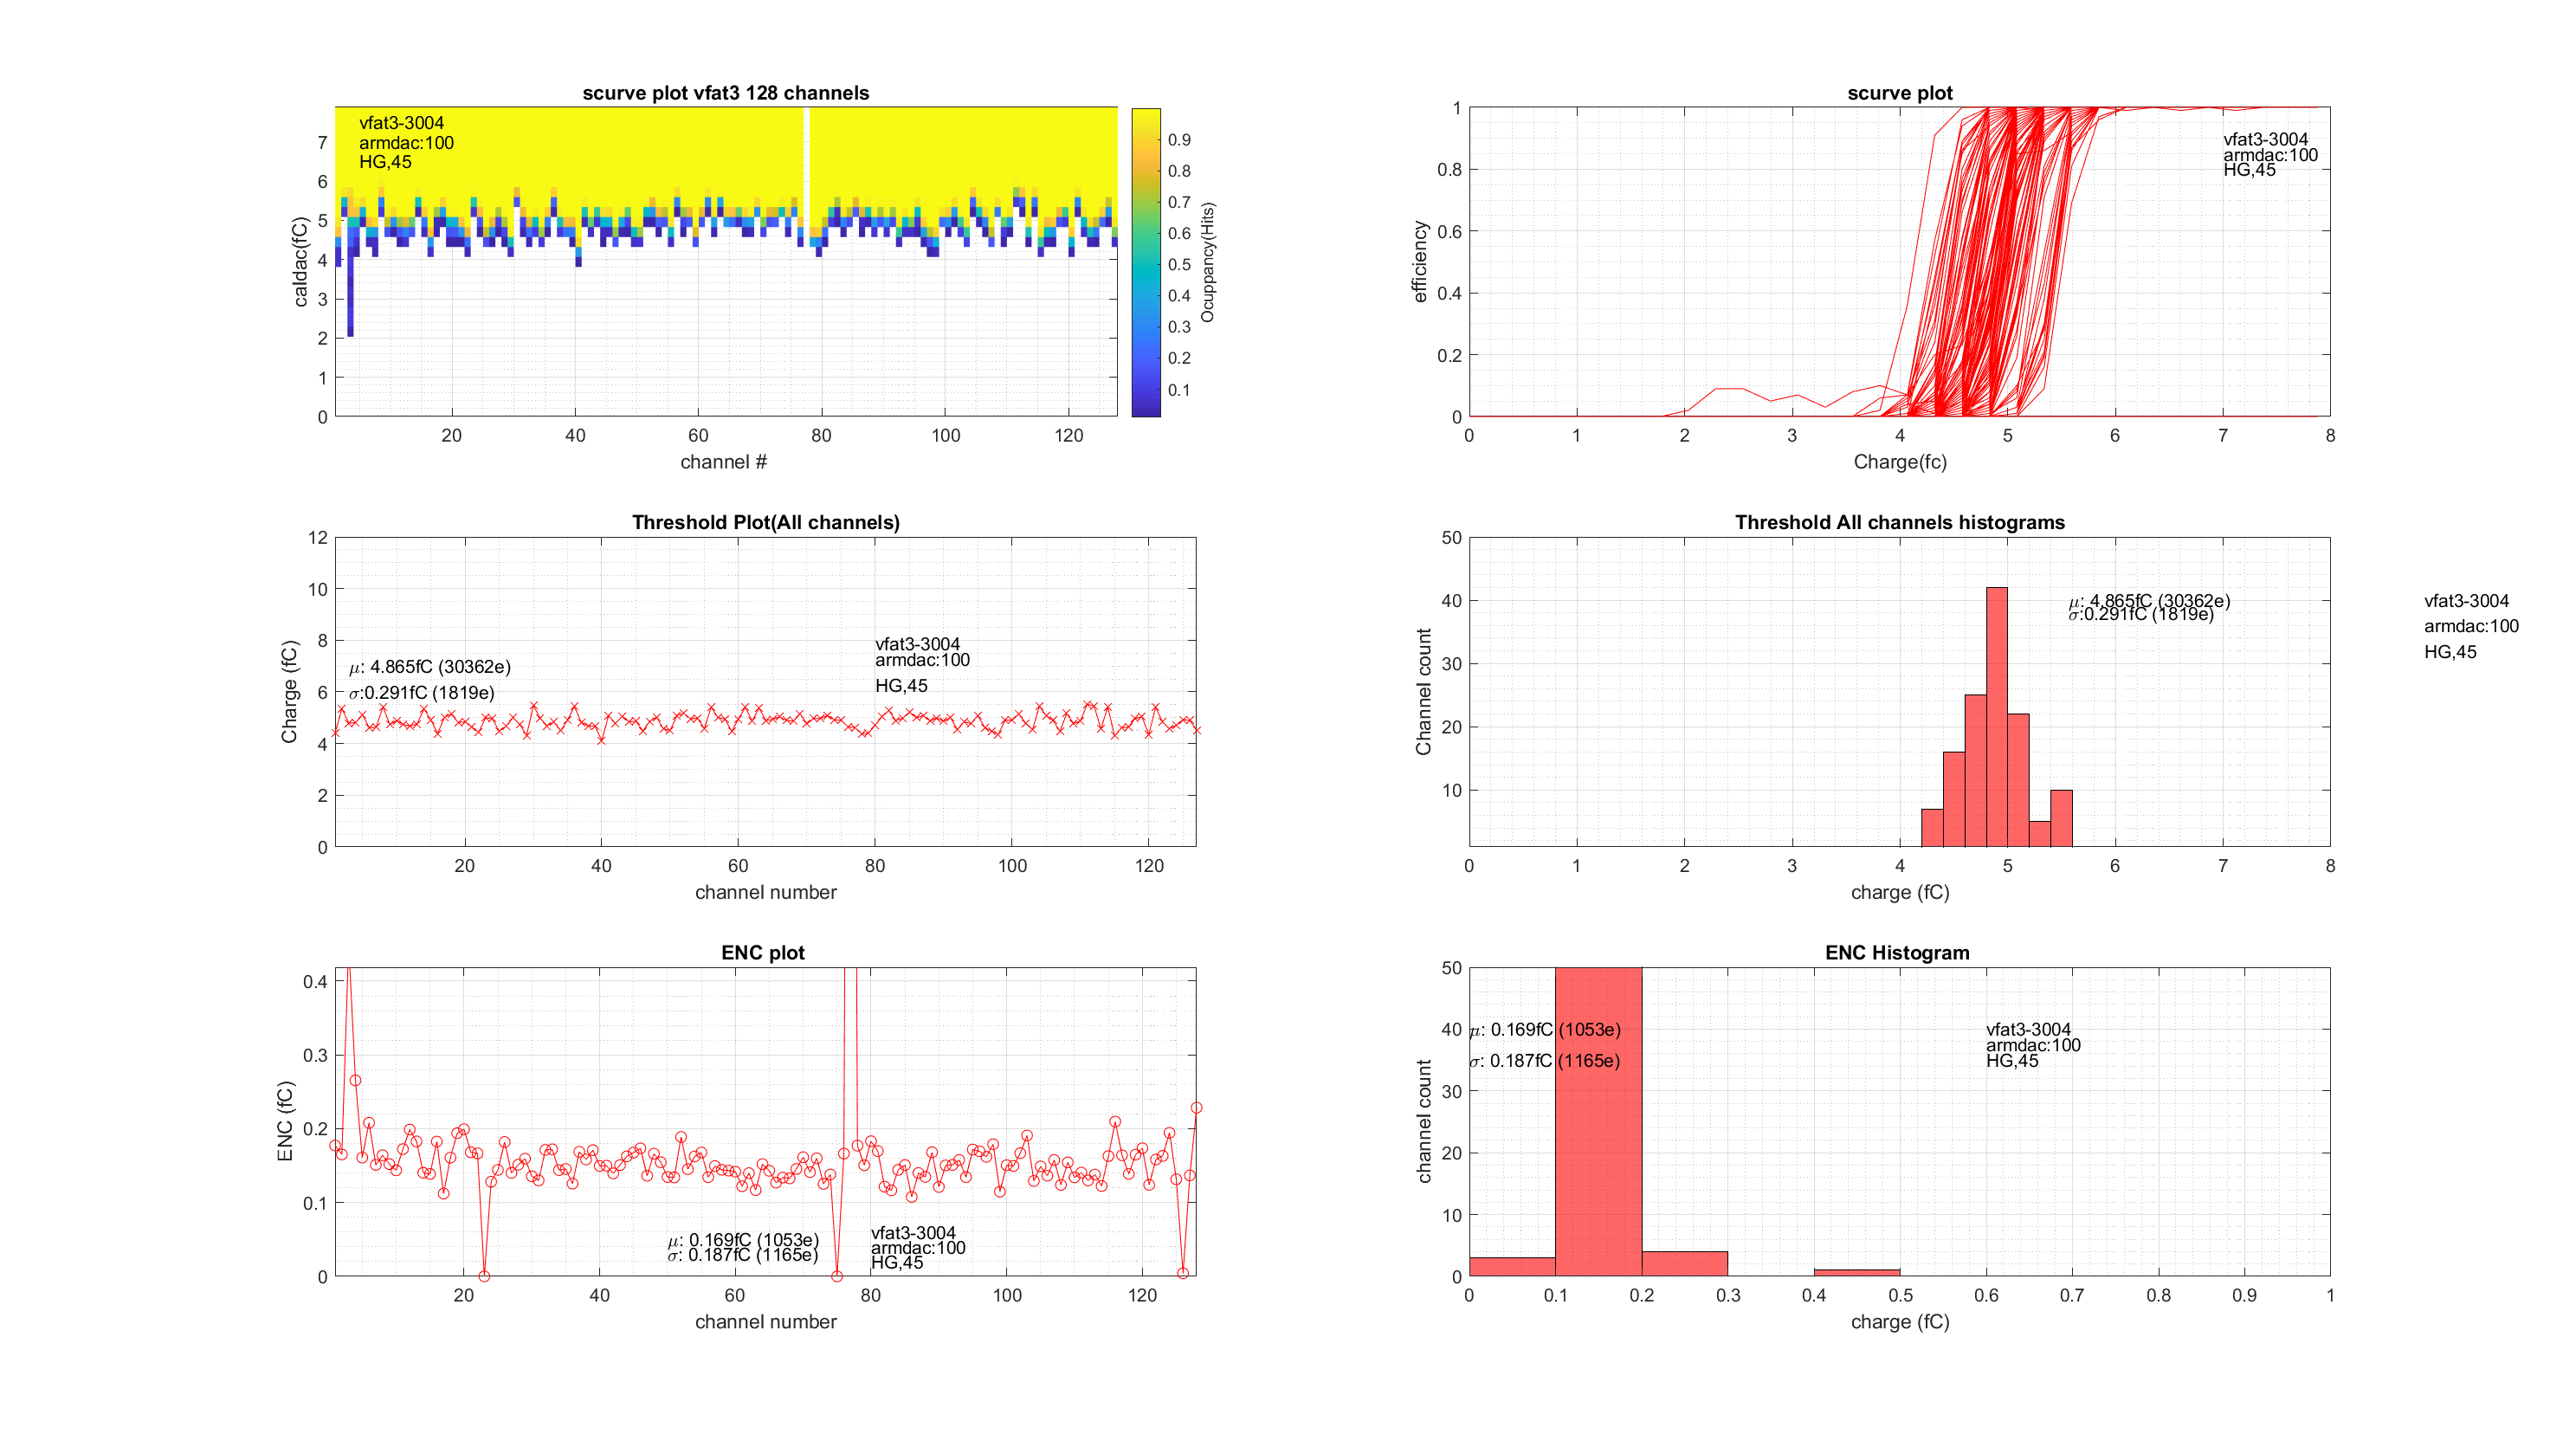 scurve plot vfat3 128 channels
vfat3-3004
armdac:100
HG,45
caldac(fC)
7
6
5
4
3
2
1
0
20
40
60
80
100
120
channel #
0.9
0.8
0.7
0.6
0.5
0.4
0.3
0.2
0.1
Ocuppancy(Hits)
scurve plot
vfat3-3004
armdac:100
HG,45
efficiency
1
0.8
0.6
0.4
0.2
0
0
1
2
3
4
5
6
7
8
Charge(fc)
Threshold Plot(All channels)
Charge (fC)
12
10
8
6
4
2
0
μ: 4.865fC (30362e)
σ:0.291fC (1819e)
vfat3-3004
armdac:100
HG,45
20
40
60
80
100
120
channel number
Threshold All channels histograms
Channel count
50
40
30
20
10
μ: 4.865fC (30362e)
σ:0.291fC (1819e)
vfat3-3004
armdac:100
HG,45
0
1
2
3
4
5
6
7
8
charge (fC)
ENC plot
ENC (fC)
0.4
0.3
0.2
0.1
0
μ: 0.169fC (1053e)
σ: 0.187fC (1165e)
vfat3-3004
armdac:100
HG,45
20
40
60
80
100
120
channel number
ENC Histogram
channel count
50
40
30
20
10
0
μ: 0.169fC (1053e)
σ: 0.187fC (1165e)
vfat3-3004
armdac:100
HG,45
0
0.1
0.2
0.3
0.4
0.5
0.6
0.7
0.8
0.9
1
charge (fC)